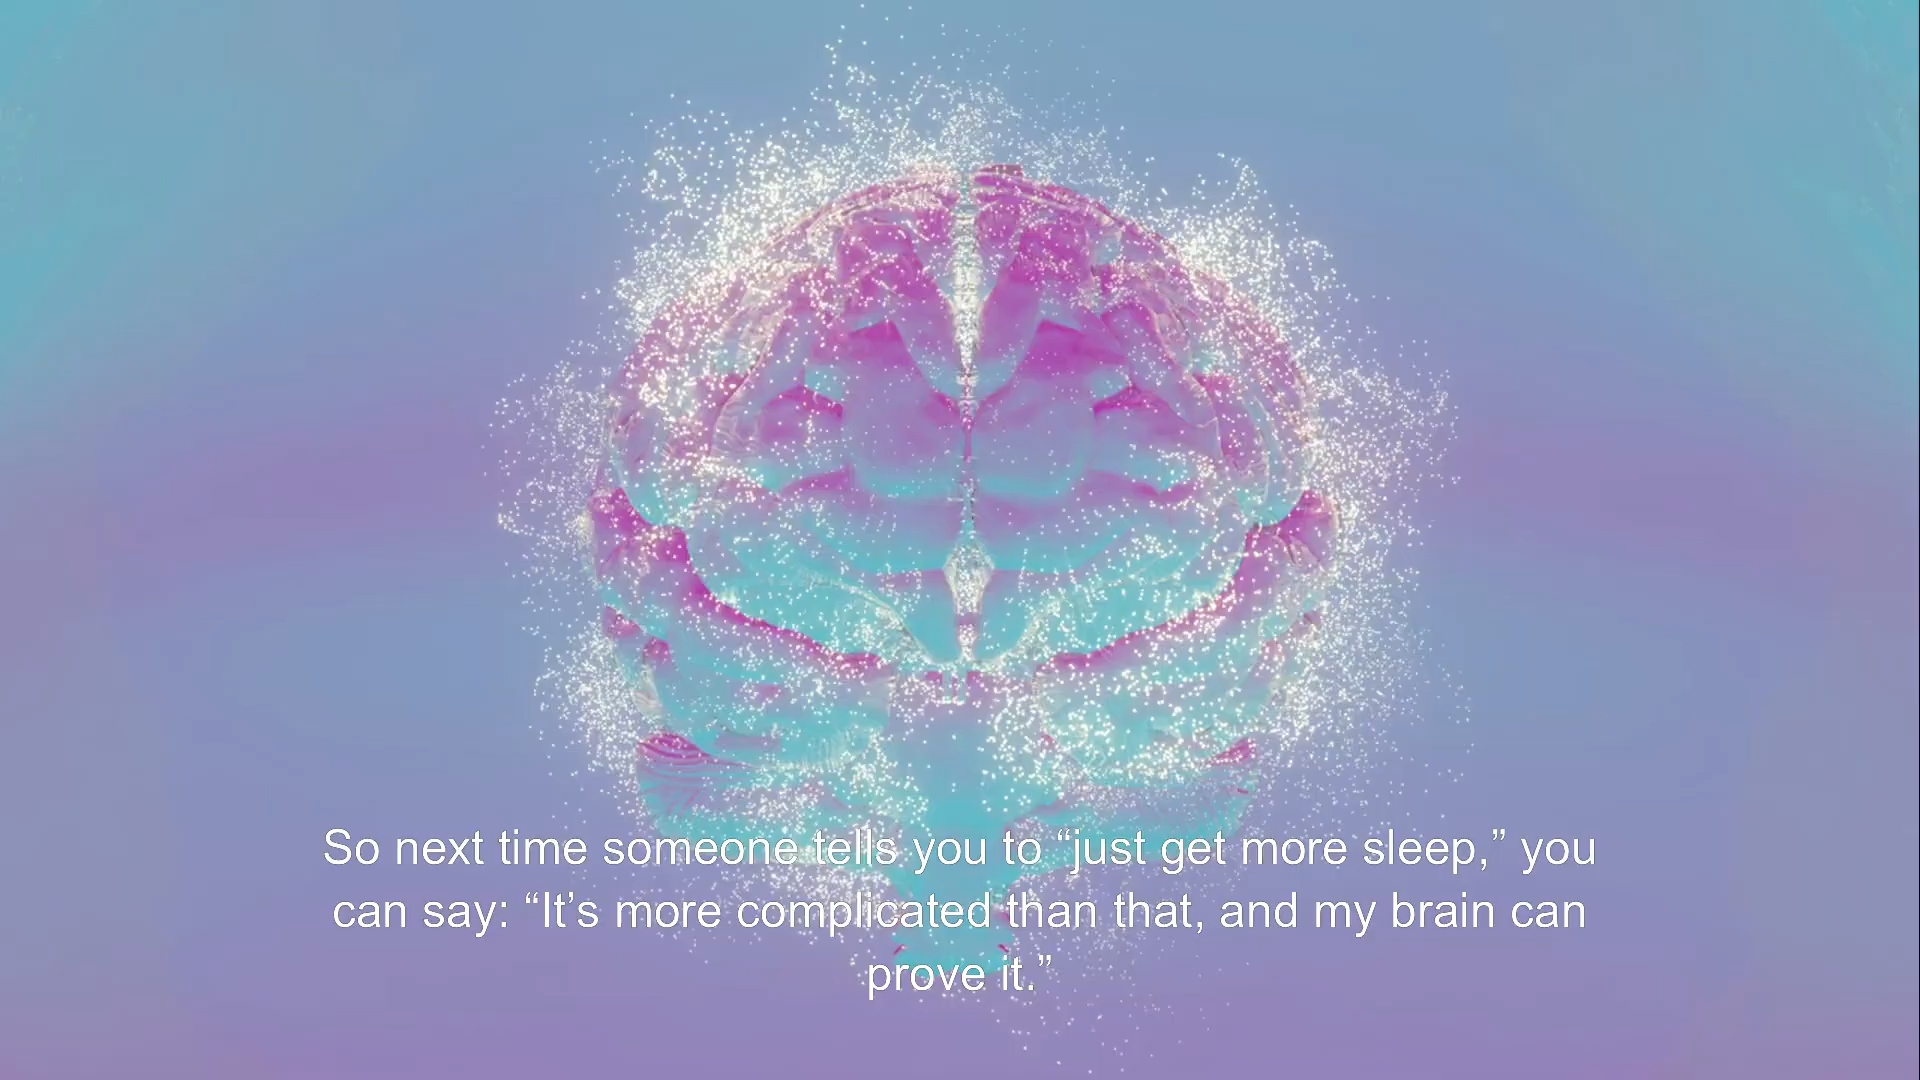 So next time someone tells you to “just get more sleep,” you
can say: “It’s more complicated than that, and my brain can
prove it.”